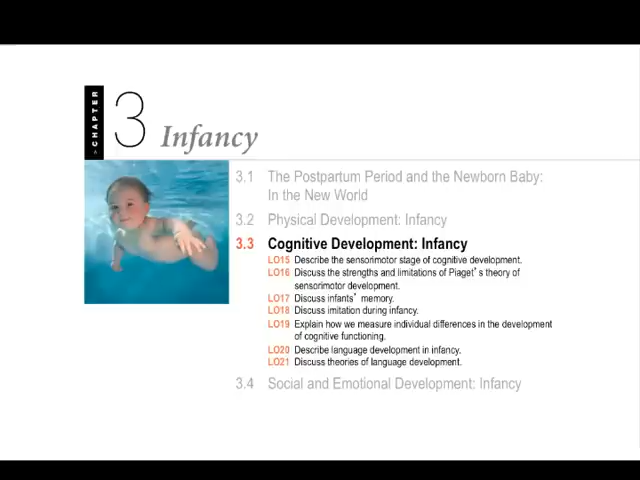 > CHAPTER
3
Infancy
3.1 The Postpartum Period and the Newborn Baby:
In the New World
3.2 Physical Development: Infancy
3.3 Cognitive Development: Infancy
LO15 Describe the sensorimotor stage of cognitive development.
LO16 Discuss the strengths and limitations of Piaget's theory of
sensorimotor development.
LO17 Discuss infants' memory.
LO18 Discuss imitation during infancy.
LO19 Explain how we measure individual differences in the development
of cognitive functioning.
LO20 Describe language development in infancy.
LO21 Discuss theories of language development.
3.4 Social and Emotional Development: Infancy